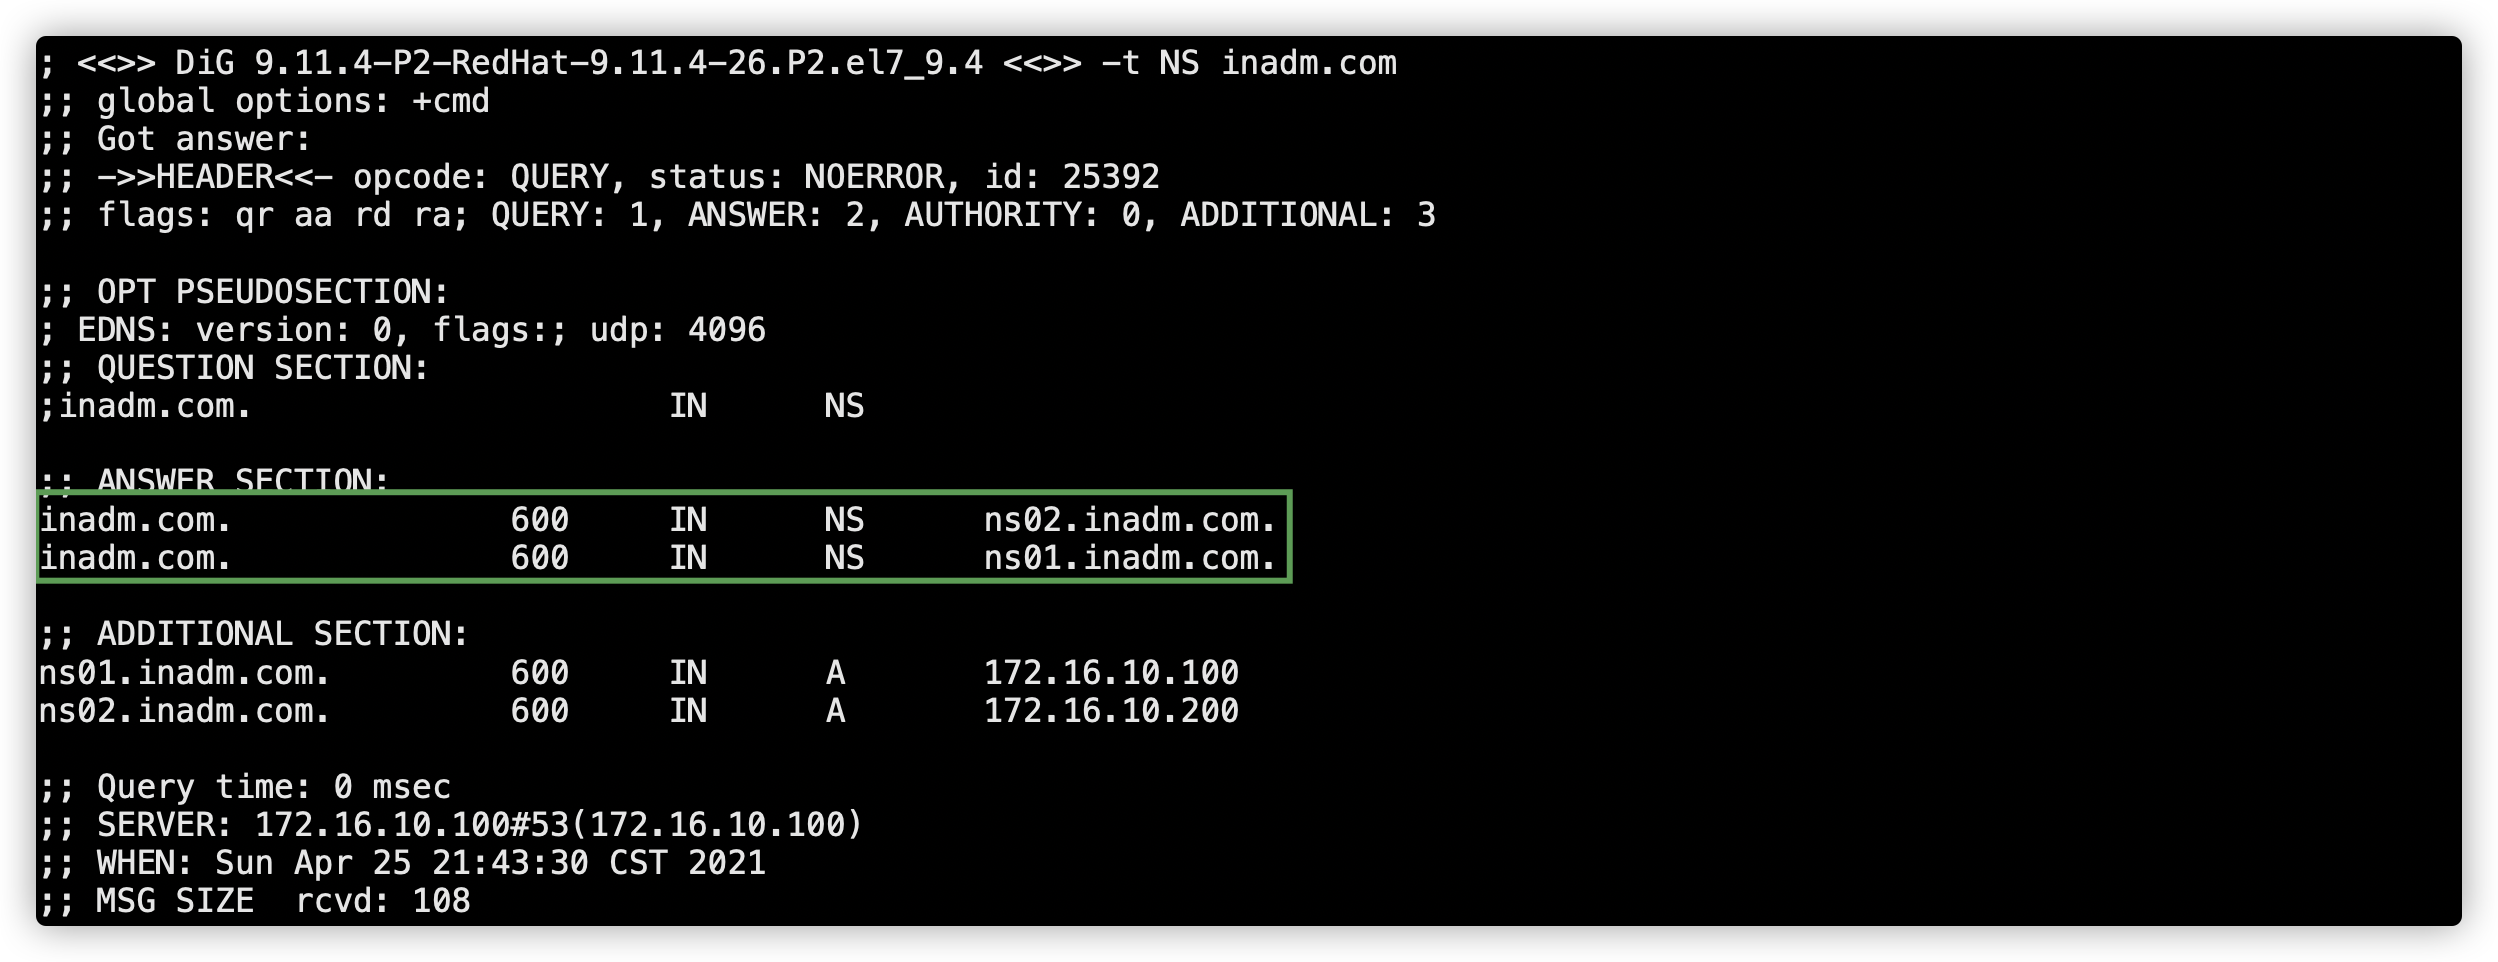 ; <<>> DiG 9.11.4-P2-RedHat-9.11.4-26.P2.el7_9.4 <<>> -t NS inadm.com
;; global options: +cmd
;; Got answer:
;; ->>HEADER<<- opcode: QUERY, status: NOERROR, id: 25392
;; flags: qr aa rd ra; QUERY: 1, ANSWER: 2, AUTHORITY: 0, ADDITIONAL: 3
;; OPT PSEUDOSECTION:
; EDNS: version: 0, flags:; udp: 4096
;; QUESTION SECTION:
;inadm.com. IN NS
;; ANSWER SECTION:
inadm.com. 600 IN NS ns02.inadm.com.
inadm.com. 600 IN NS ns01.inadm.com.
;; ADDITIONAL SECTION:
ns01.inadm.com. 600 IN A 172.16.10.100
ns02.inadm.com. 600 IN A 172.16.10.200
;; Query time: 0 msec
;; SERVER: 172.16.10.100#53(172.16.10.100)
;; WHEN: Sun Apr 25 21:43:30 CST 2021
;; MSG SIZE  rcvd: 108